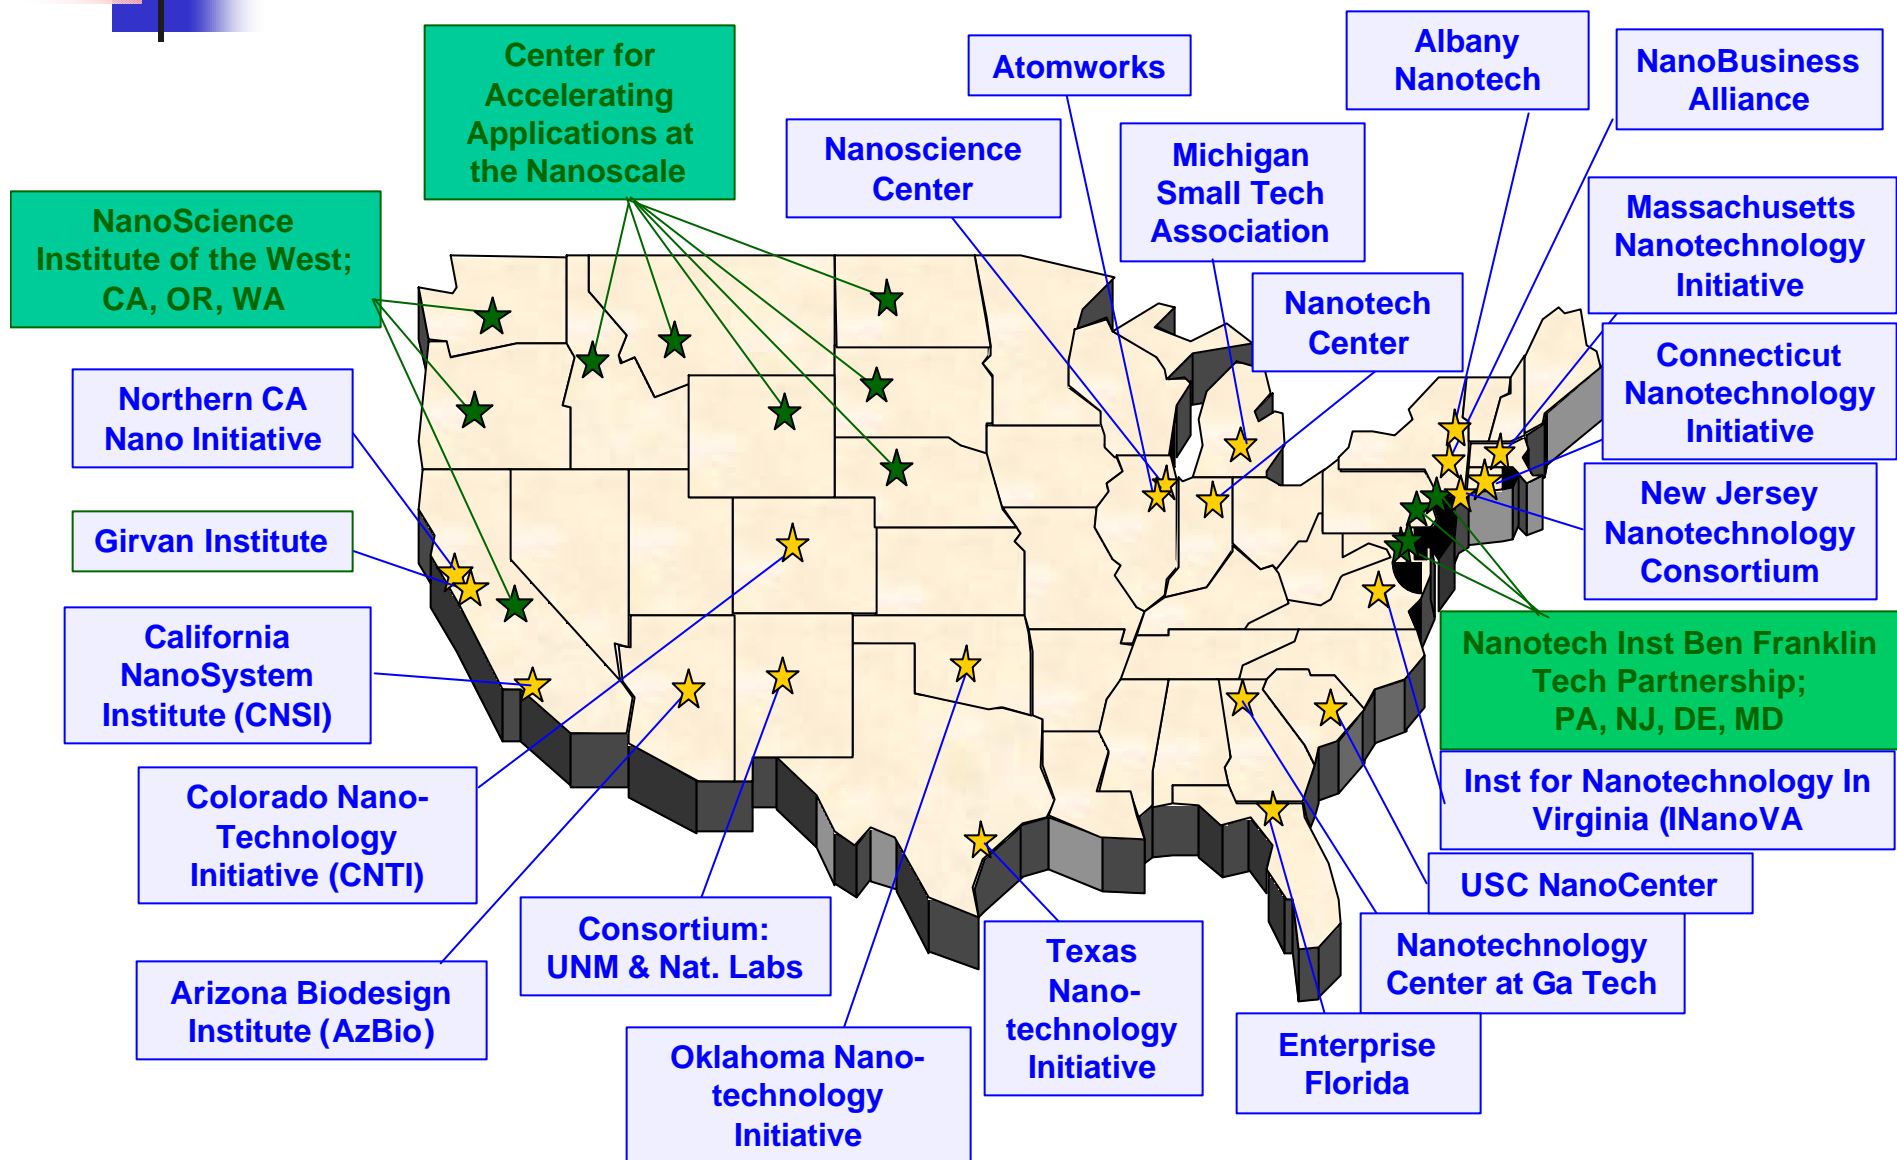 Center for
Accelerating
Applications at
the Nanoscale
Atomworks
Albany
Nanotech
NanoBusiness
Alliance
Nanoscience
Center
Michigan
Small Tech
Association
Massachusetts
Nanotechnology
Initiative
NanoScience
Institute of the West;
CA, OR, WA
Nanotech
Center
Connecticut
Nanotechnology
Initiative
Northern CA
Nano Initiative
New Jersey
Nanotechnology
Consortium
Girvan Institute
California
NanoSystem
Institute (CNSI)
Nanotech Inst Ben Franklin
Tech Partnership;
PA, NJ, DE, MD
Colorado Nano-
Technology
Initiative (CNTI)
Inst for Nanotechnology In
Virginia (INanoVA
USC NanoCenter
Consortium:
UNM & Nat. Labs
Texas
Nano-
technology
Initiative
Nanotechnology
Center at Ga Tech
Arizona Biodesign
Institute (AzBio)
Oklahoma Nano-
technology
Initiative
Enterprise
Florida